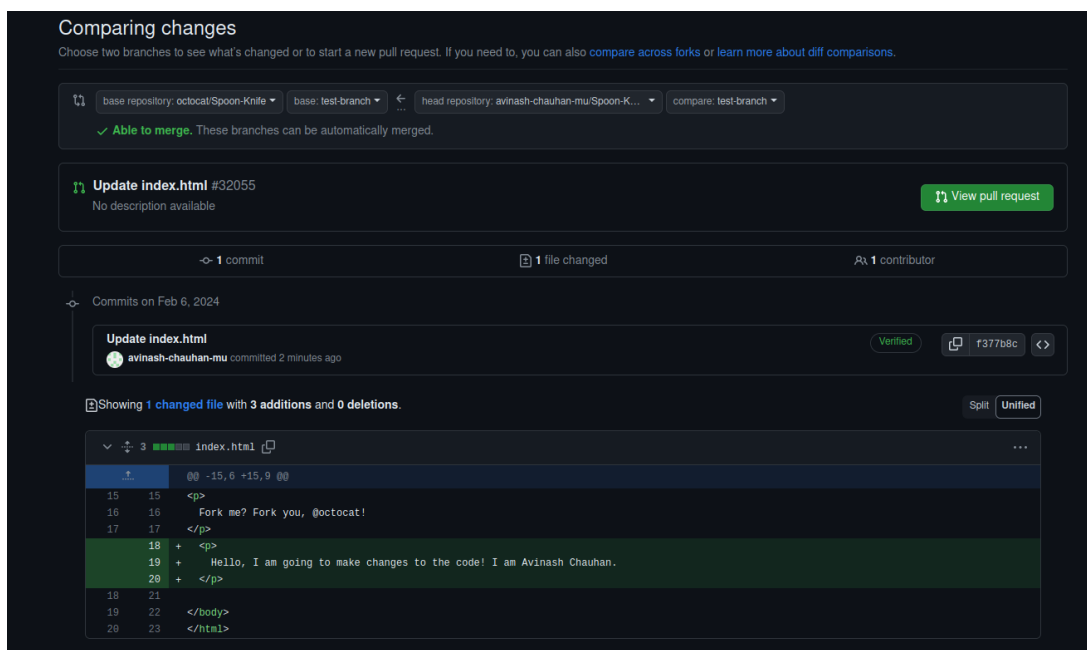 Comparing changes
Choose two branches to see what's changed or to start a new pull request. If you need to, you can also compare across forks or learn more about diff comparisons.
base repository: octocat/Spoon-Knife base: test-branch ← head repository: avinash-chauhan-mu/Spoon-K... compare: test-branch
Able to merge. These branches can be automatically merged.
Update index.html #32055
No description available
View pull request
1 commit 1 file changed 1 contributor
Commits on Feb 6, 2024
Update index.html
avinash-chauhan-mu committed 2 minutes ago
Verified f377b8c <>
Showing 1 changed file with 3 additions and 0 deletions.
Split Unified
3 index.html ...
@@ -15,6 +15,9 @@
15 15 <p>
16 16 Fork me? Fork you, @octocat!
17 17 </p>
18 + <p>
19 + Hello, I am going to make changes to the code! I am Avinash Chauhan.
20 + </p>
18 21
19 22 </body>
20 23 </html>